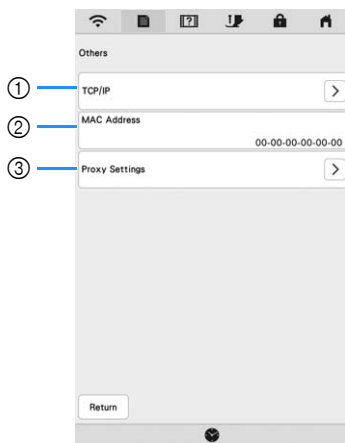 Others
① TCP/IP
② MAC Address
00-00-00-00-00-00
③ Proxy Settings
Return